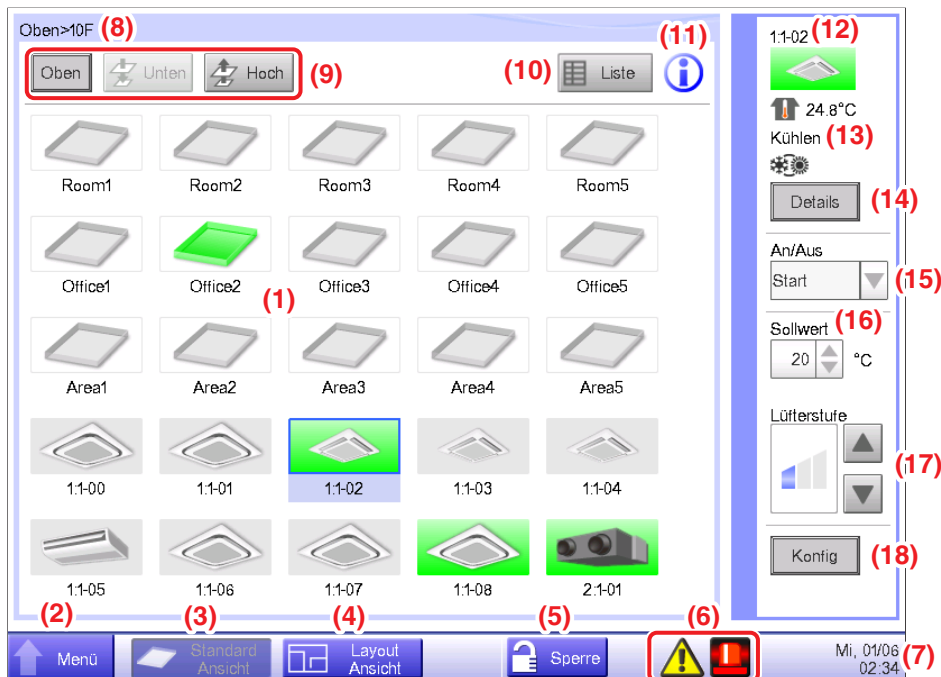 Oben>10F (8)
(11)
(12)
1:1-02
Oben Unten Hoch (9)
(10) Liste
24.8°C
Kühlen (13)
Room1 Room2 Room3 Room4 Room5
Details (14)
An/Aus
Start (15)
Office1 Office2 (1) Office3 Office4 Office5
Sollwert (16)
20 °C
Area1 Area2 Area3 Area4 Area5
Lüfterstufe
(17)
1:1-00 1:1-01 1:1-02 1:1-03 1:1-04
Konfig (18)
1:1-05 1:1-06 1:1-07 1:1-08 2:1-01
(2) (3) (4) (5) (6)
Menü
Standard
Ansicht
Layout
Ansicht
Sperre
Mi, 01/06 (7)
02:34